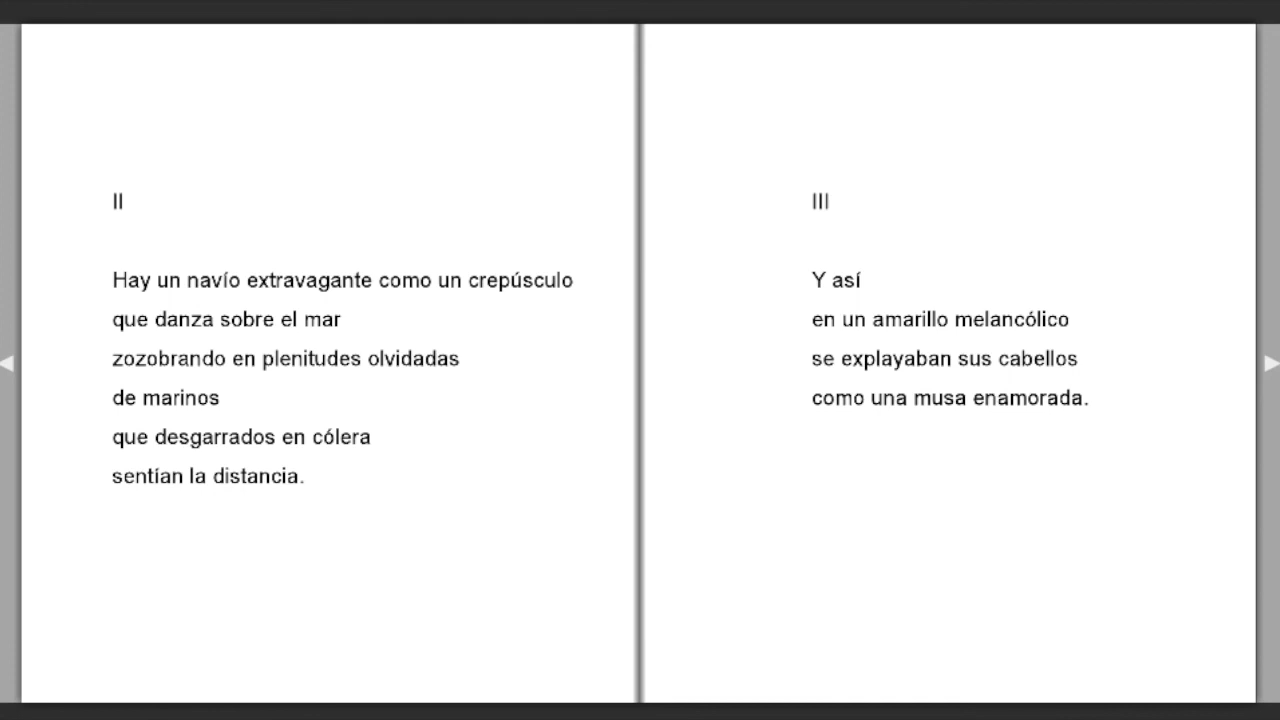 II
Hay un navío extravagante como un crepúsculo
que danza sobre el mar
zozobrando en plenitudes olvidadas
de marinos
que desgarrados en cólera
sentían la distancia.
III
Y así
en un amarillo melancólico
se explayaban sus cabellos
como una musa enamorada.